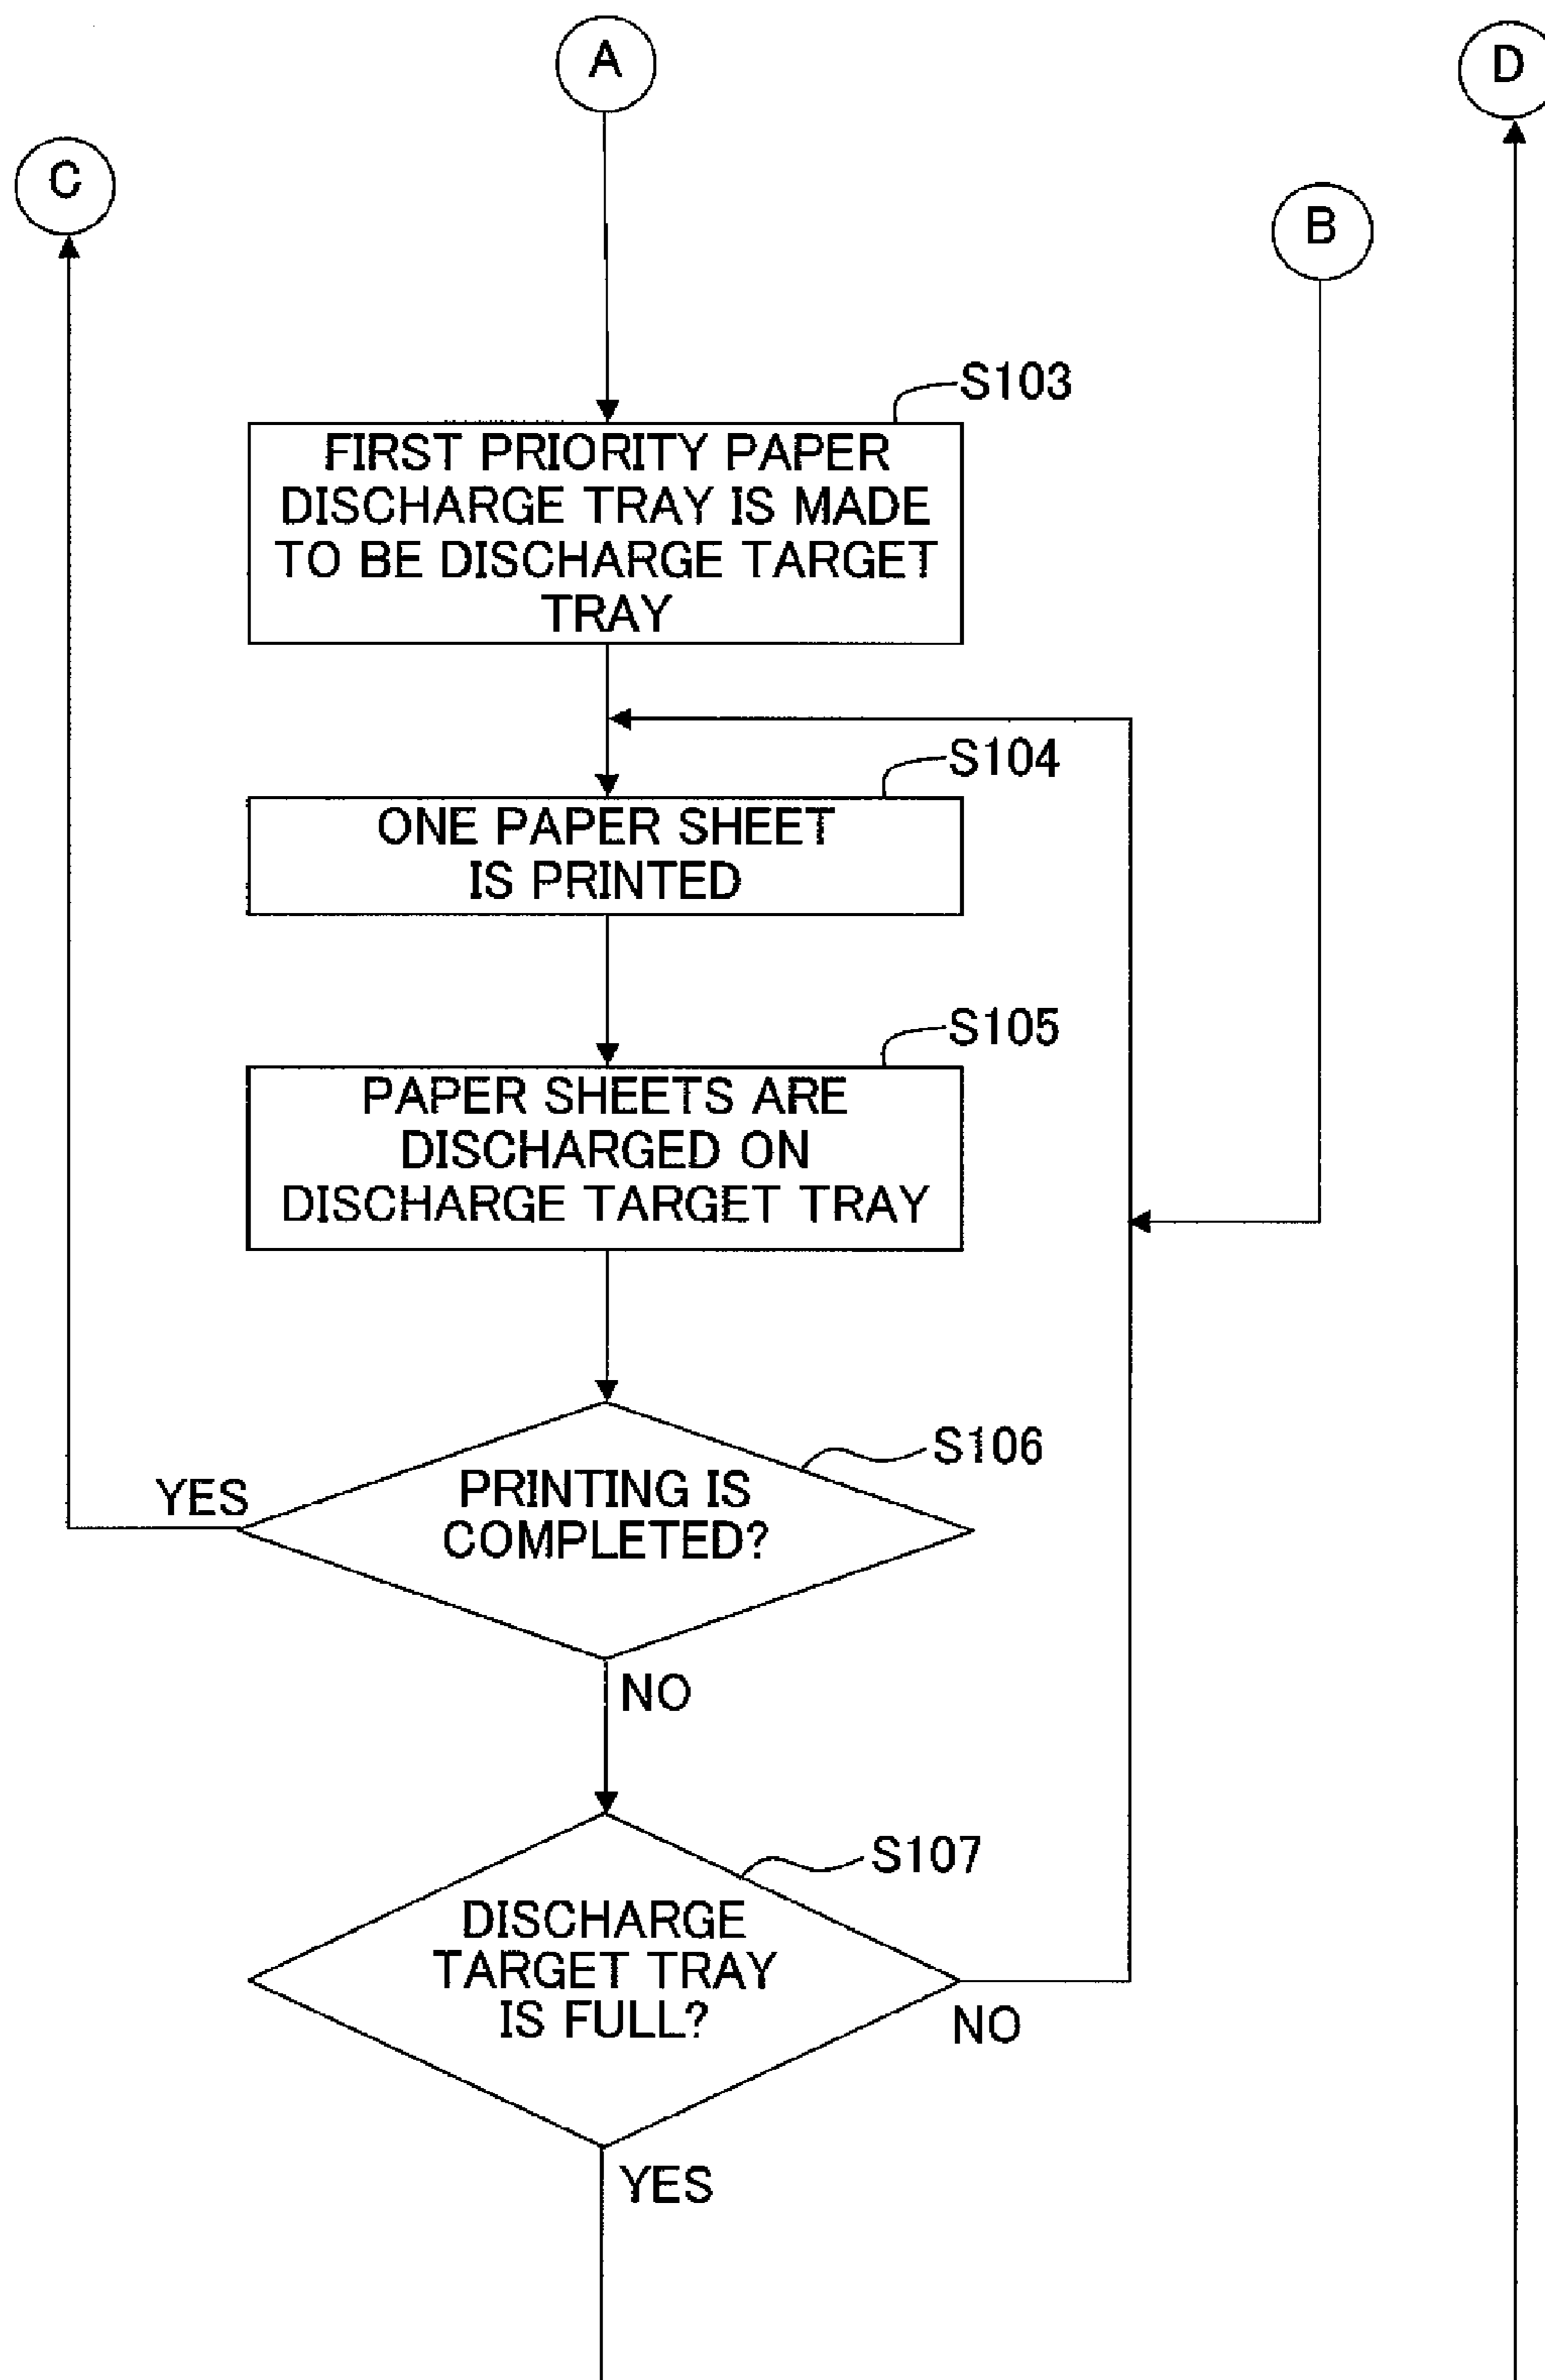 A
D
C
B
S103
FIRST PRIORITY PAPER
DISCHARGE TRAY IS MADE
TO BE DISCHARGE TARGET
TRAY
S104
ONE PAPER SHEET
IS PRINTED
S105
PAPER SHEETS ARE
DISCHARGED ON
DISCHARGE TARGET TRAY
S106
YES
PRINTING IS
COMPLETED?
NO
S107
DISCHARGE
TARGET TRAY
IS FULL?
NO
YES